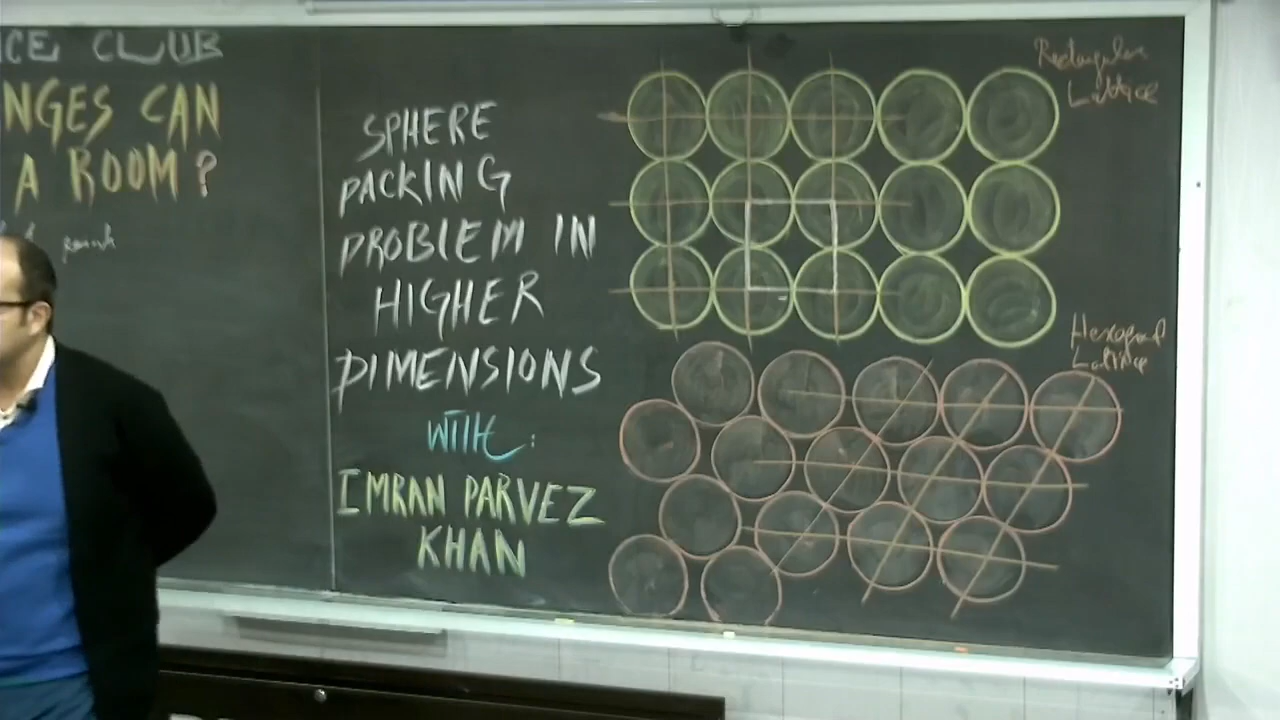 CE CLUB
NGES CAN
A ROOM?
SPHERE
PACKING
PROBLEM IN
HIGHER
DIMENSIONS
with:
IMRAN PARVEZ
KHAN
Rectangular
Lattice
Hexagonal
Lattice